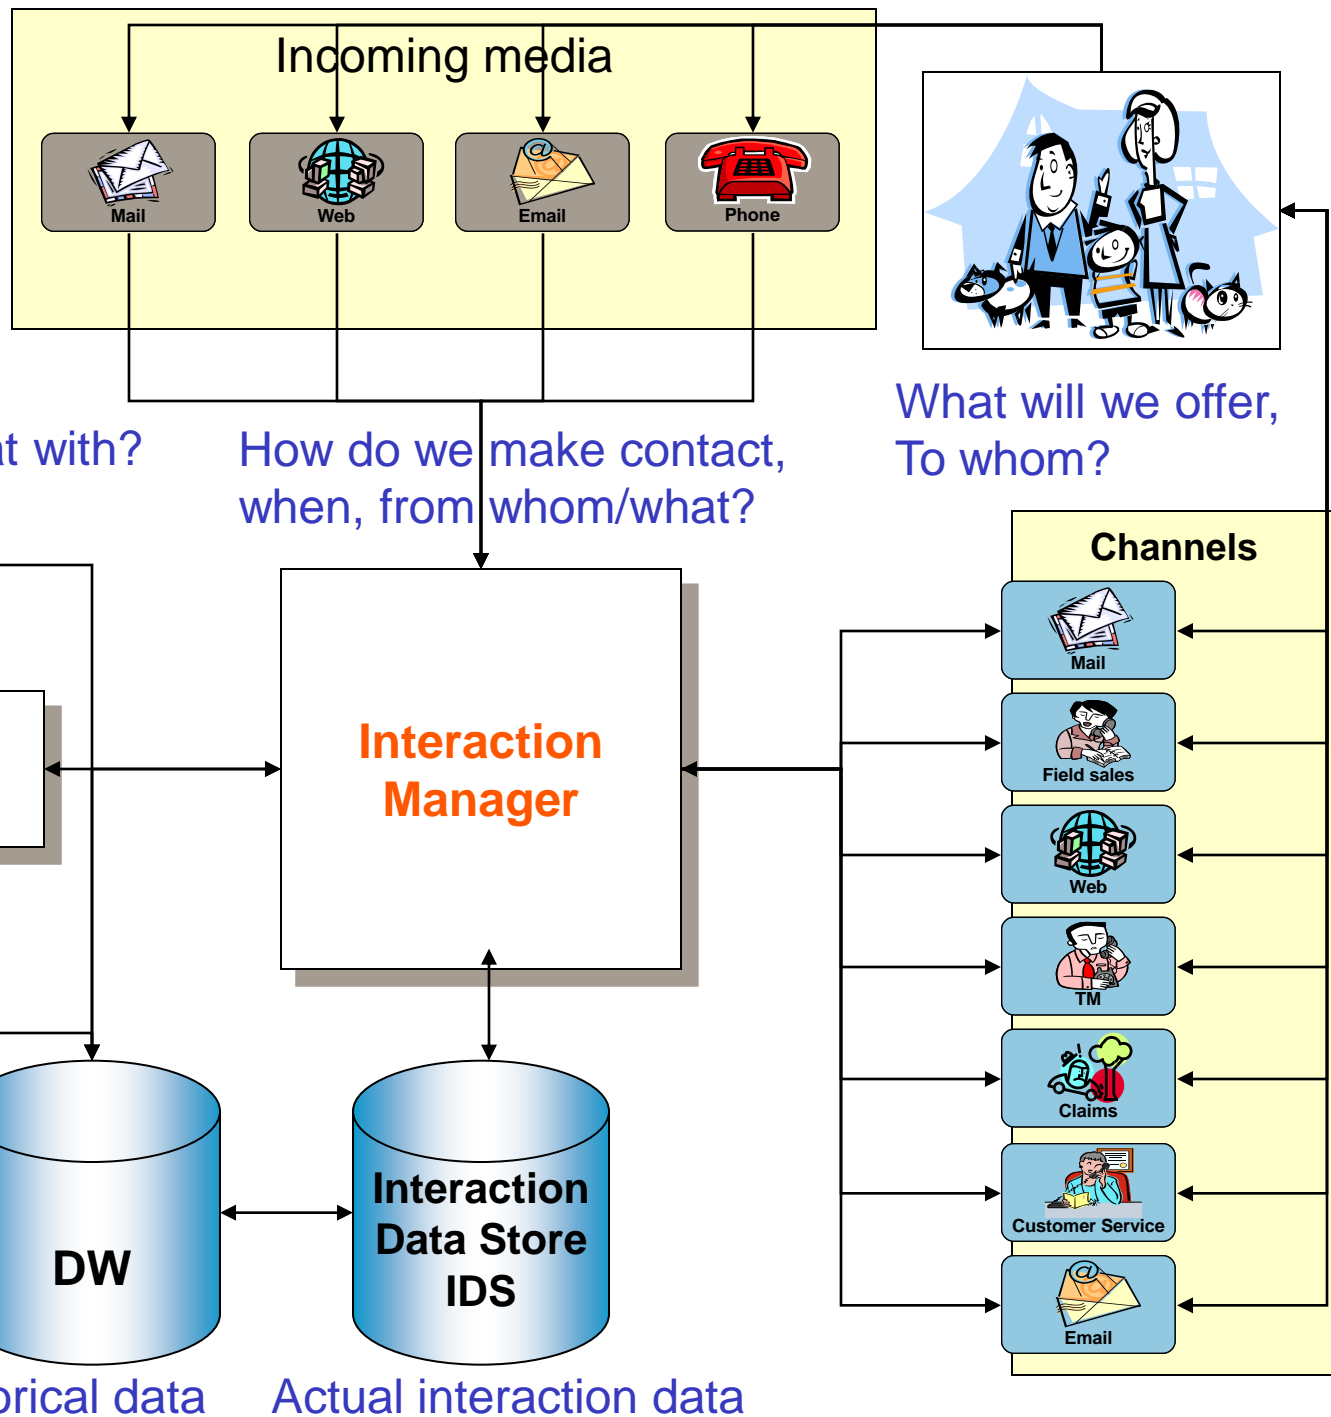 Incoming media
Mail
Web
Email
Phone
What will we offer,
To whom?
with?
How do we make contact,
when, from whom/what?
Channels
Mail
Field sales
Web
TM
Claims
Customer Service
Email
Interaction
Manager
DW
Interaction
Data Store
IDS
data
Actual interaction data